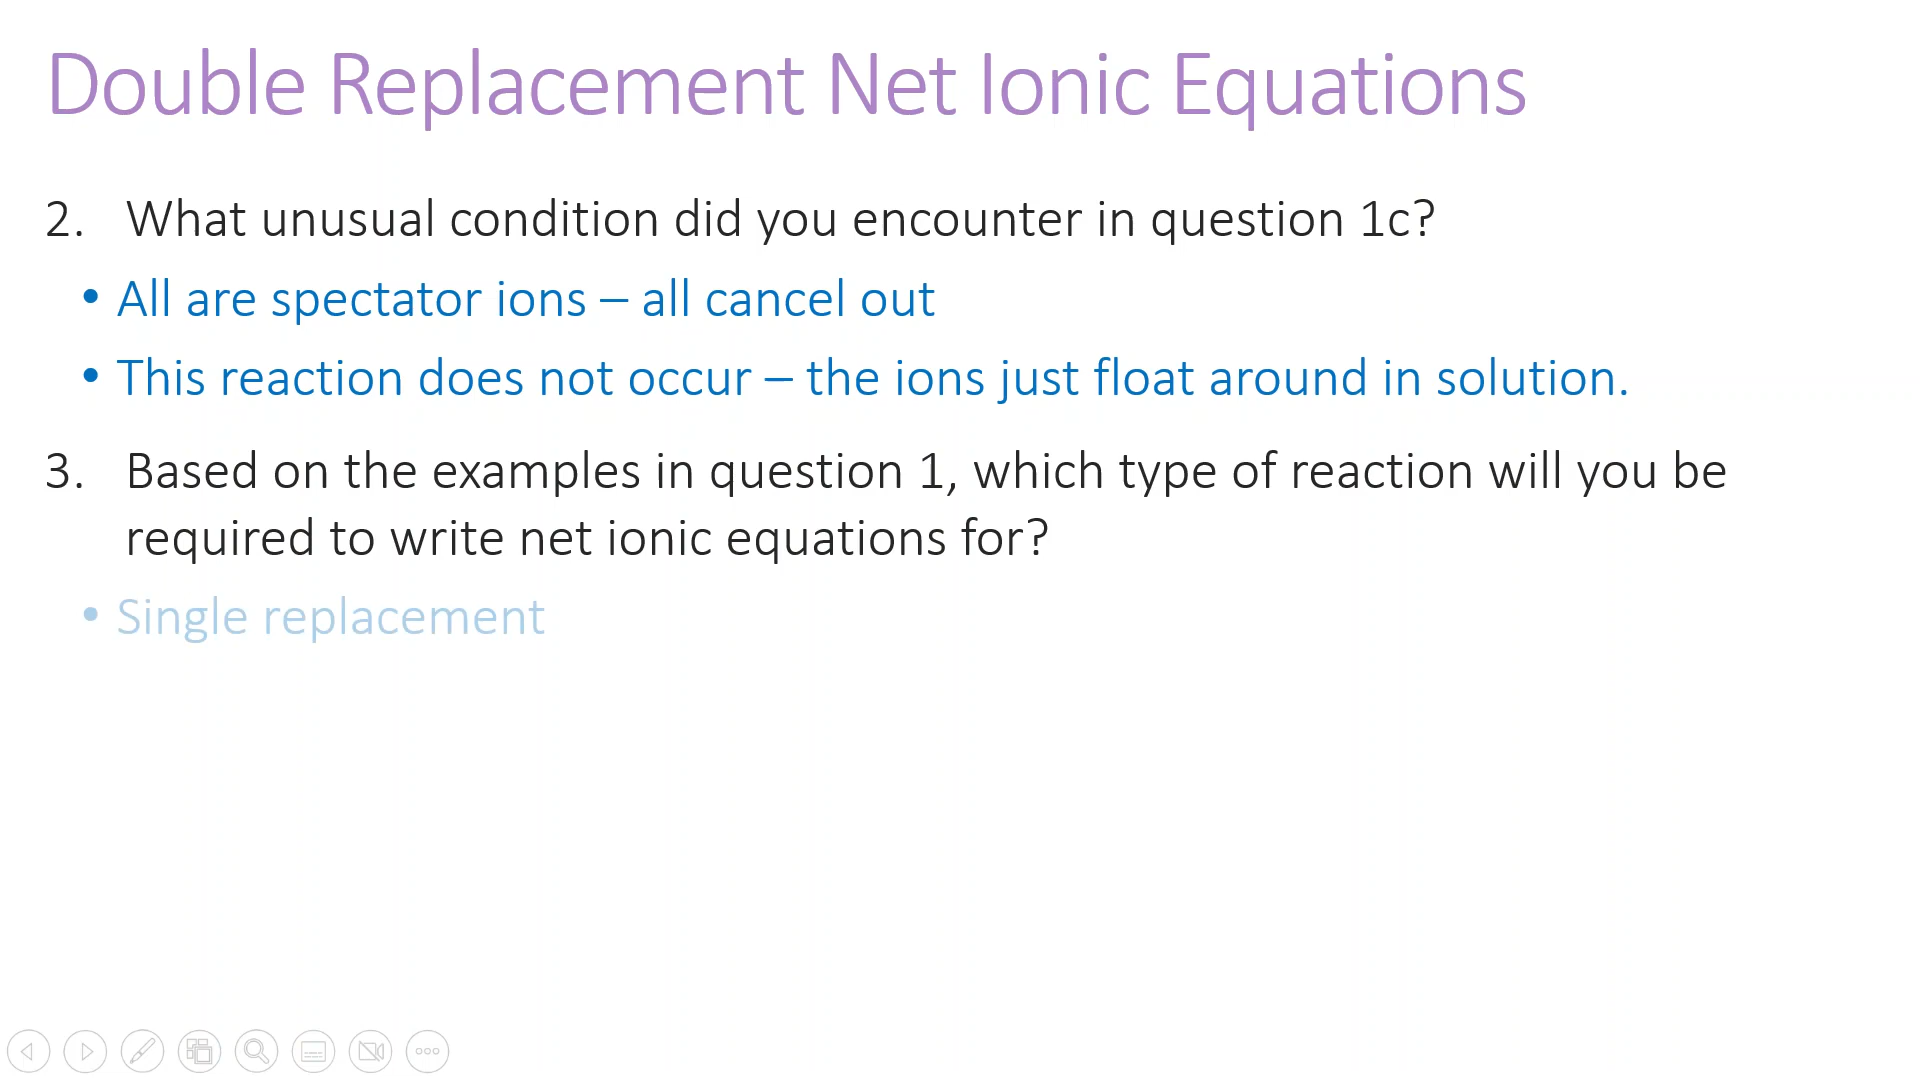 Double Replacement Net Ionic Equations
2. What unusual condition did you encounter in question 1c?
• All are spectator ions – all cancel out
• This reaction does not occur – the ions just float around in solution.
3. Based on the examples in question 1, which type of reaction will you be
required to write net ionic equations for?
• Single replacement